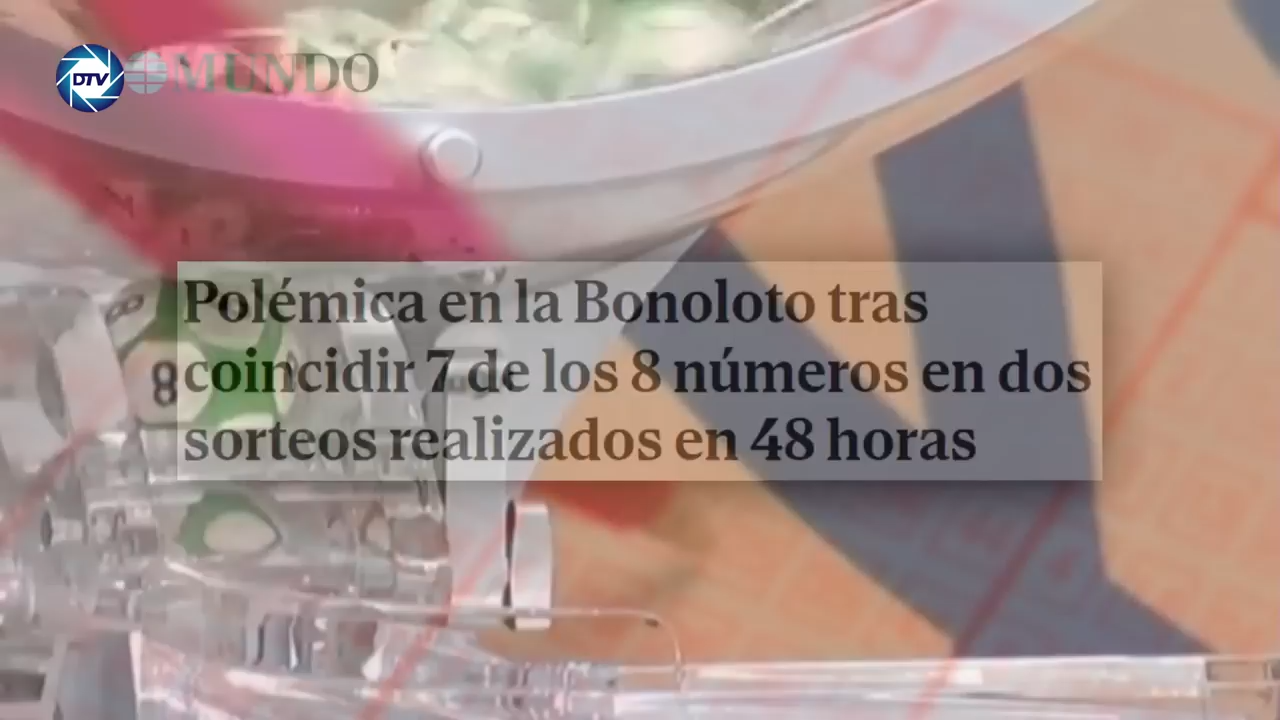 DTV
MUNDO
Polémica en la Bonoloto tras
coincidir 7 de los 8 números en dos
sorteos realizados en 48 horas
8